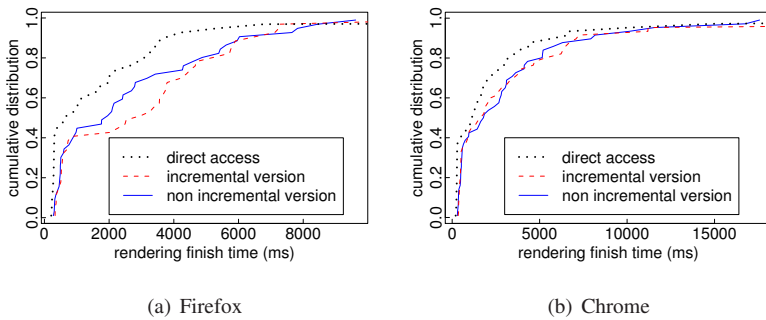 cumulative distribution
1.0
0.8
0.6
0.4
0.2
0.0
direct access
incremental version
non incremental version
0 2000 4000 6000 8000
rendering finish time (ms)
(a) Firefox
cumulative distribution
1.0
0.8
0.6
0.4
0.2
0.0
direct access
incremental version
non incremental version
0 5000 10000 15000
rendering finish time (ms)
(b) Chrome